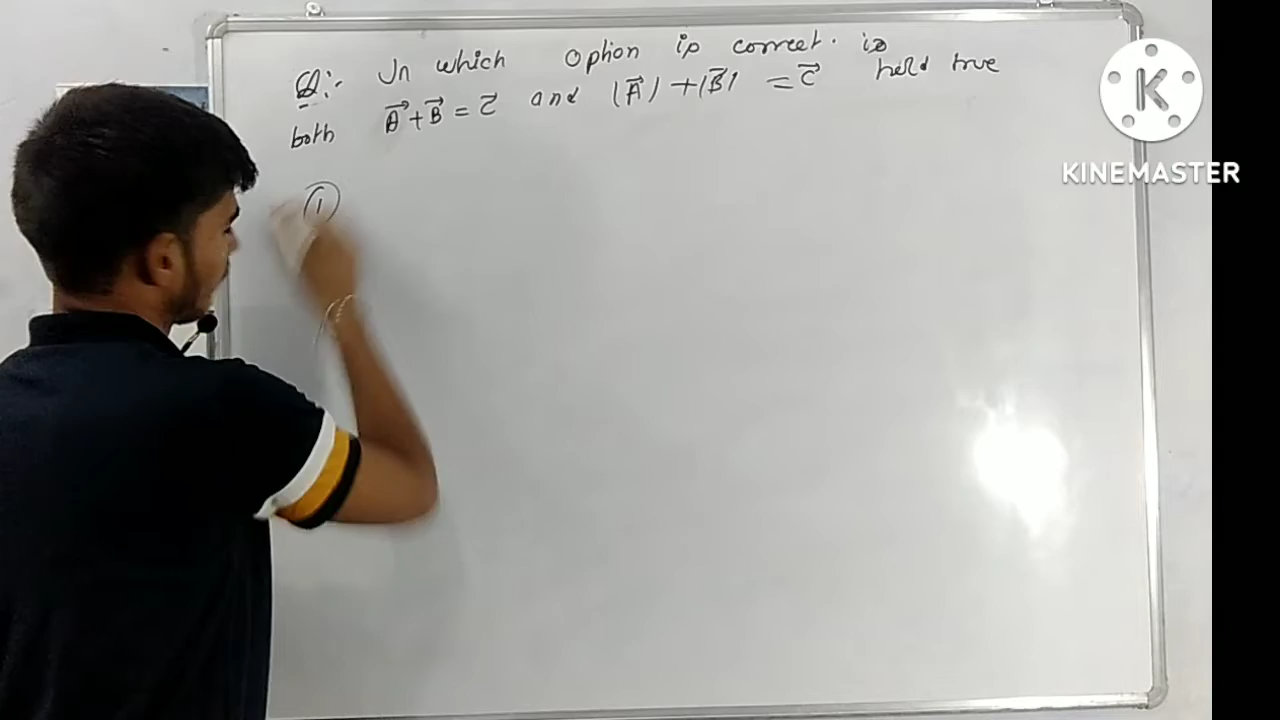 Q:- In which option is correct. is held true
both A⃗+B⃗ = C⃗ and |A⃗| + |B⃗| = C⃗
①
K
KINEMASTER